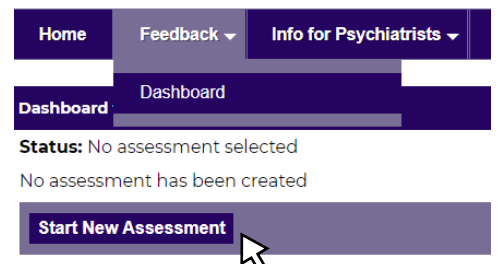 Home Feedback Info for Psychiatrists
Dashboard
Dashboard
Status: No assessment selected
No assessment has been created
Start New Assessment